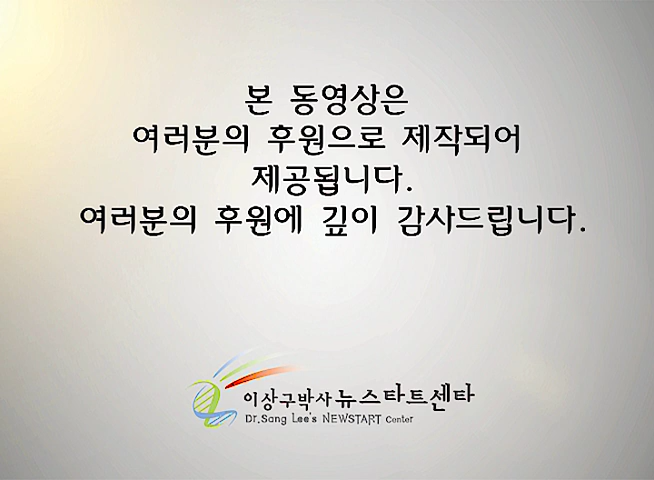 본 동영상은
여러분의 후원으로 제작되어
제공됩니다.
여러분의 후원에 깊이 감사드립니다.
이상구박사 뉴스타트센타
Dr.Sang Lee's NEWSTART Center